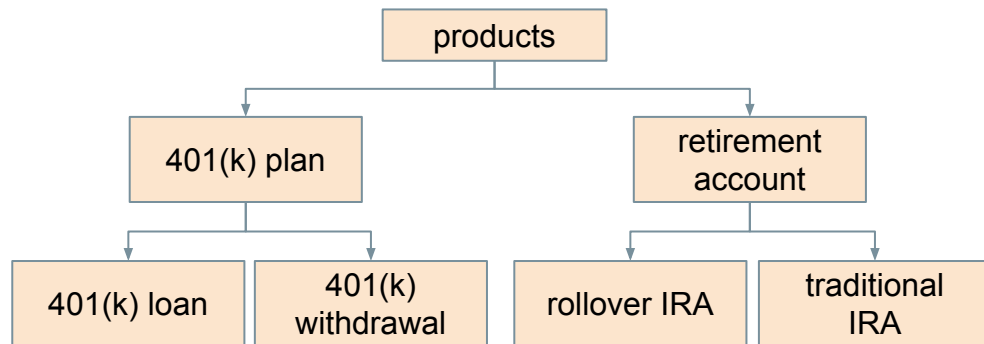 products
401(k) plan
retirement
account
401(k) loan
401(k)
withdrawal
rollover IRA
traditional
IRA